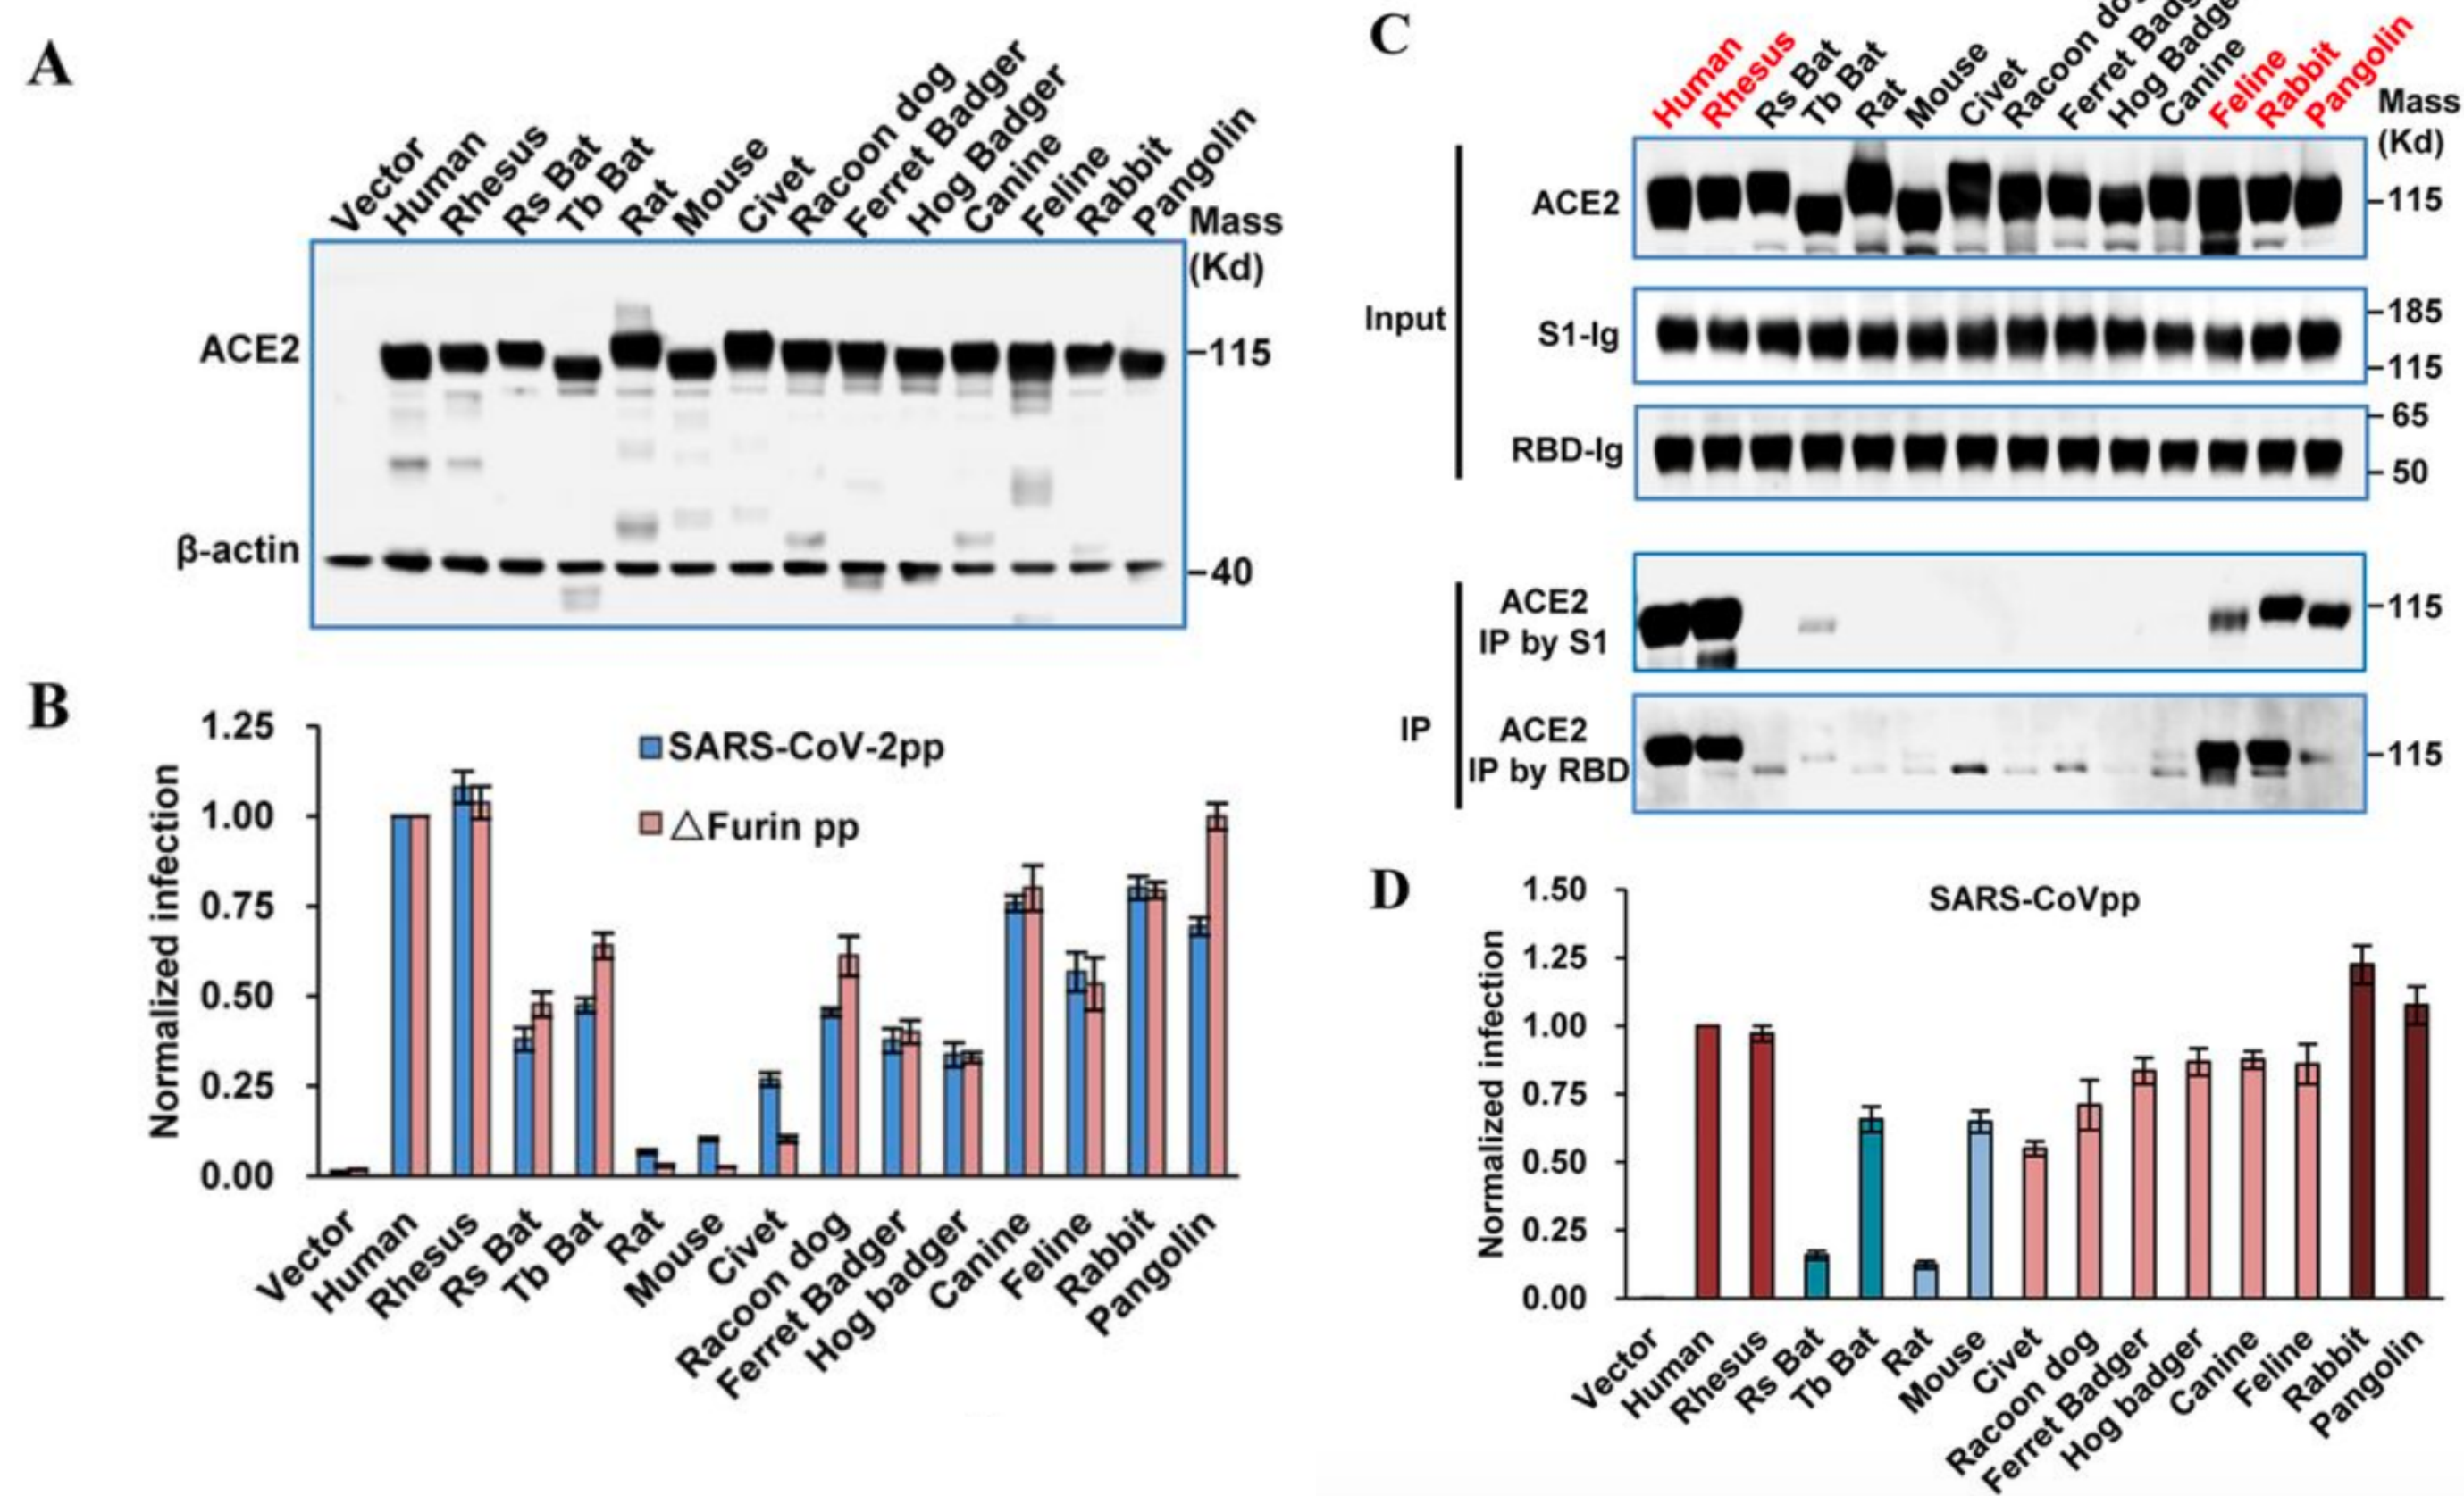 A
Vector
Human
Rhesus
Rs Bat
Tb Bat
Rat
Mouse
Civet
Racoon dog
Ferret Badger
Hog Badger
Canine
Feline
Rabbit
Pangolin
Mass
(Kd)
ACE2
115
β-actin
40
B
1.25
1.00
0.75
0.50
0.25
0.00
Normalized infection
SARS-CoV-2pp
△Furin pp
Vector
Human
Rhesus
Rs Bat
Tb Bat
Rat
Mouse
Civet
Racoon dog
Ferret Badger
Hog badger
Canine
Feline
Rabbit
Pangolin
C
Human
Rhesus
Rs Bat
Tb Bat
Rat
Mouse
Civet
Racoon
Ferret
Hog
Canine
Feline
Rabbit
Pangolin
Mass
(Kd)
Input
ACE2
115
S1-Ig
185
115
RBD-Ig
65
50
IP
ACE2
IP by S1
115
ACE2
IP by RBD
115
D
SARS-CoVpp
1.50
1.25
1.00
0.75
0.50
0.25
0.00
Normalized infection
Vector
Human
Rhesus
Rs Bat
Tb Bat
Rat
Mouse
Civet
Racoon dog
Ferret Badger
Hog badger
Canine
Feline
Rabbit
Pangolin